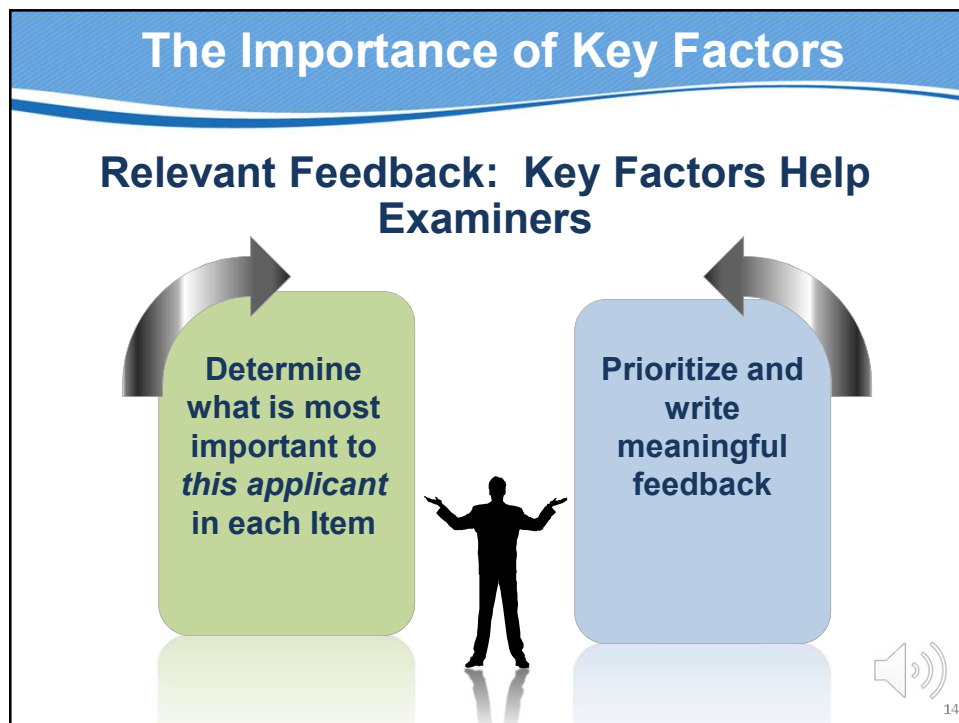 The Importance of Key Factors
Relevant Feedback:  Key Factors Help
Examiners
Determine
what is most
important to
this applicant
in each Item
Prioritize and
write
meaningful
feedback
14